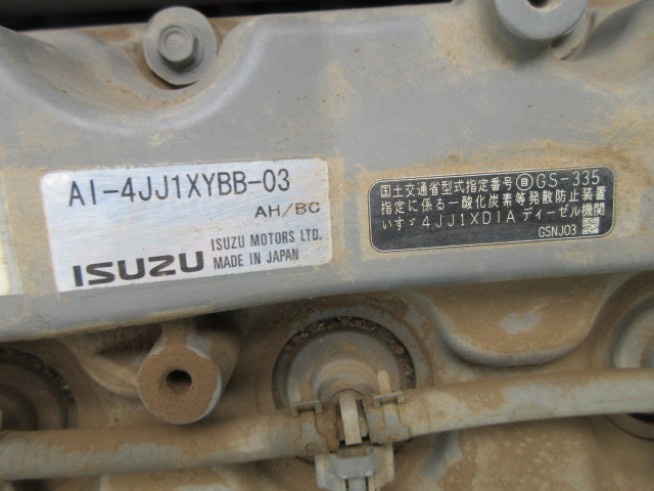 AI-4JJ1XYBB-03
AH/BC
ISUZU
ISUZU MOTORS LTD.
MADE IN JAPAN
国土交通省型式指定番号自GS-335
指定に係る一酸化炭素等発散防止装置
いすゞ4JJ1XDIAディーゼル機関
GSNJ03